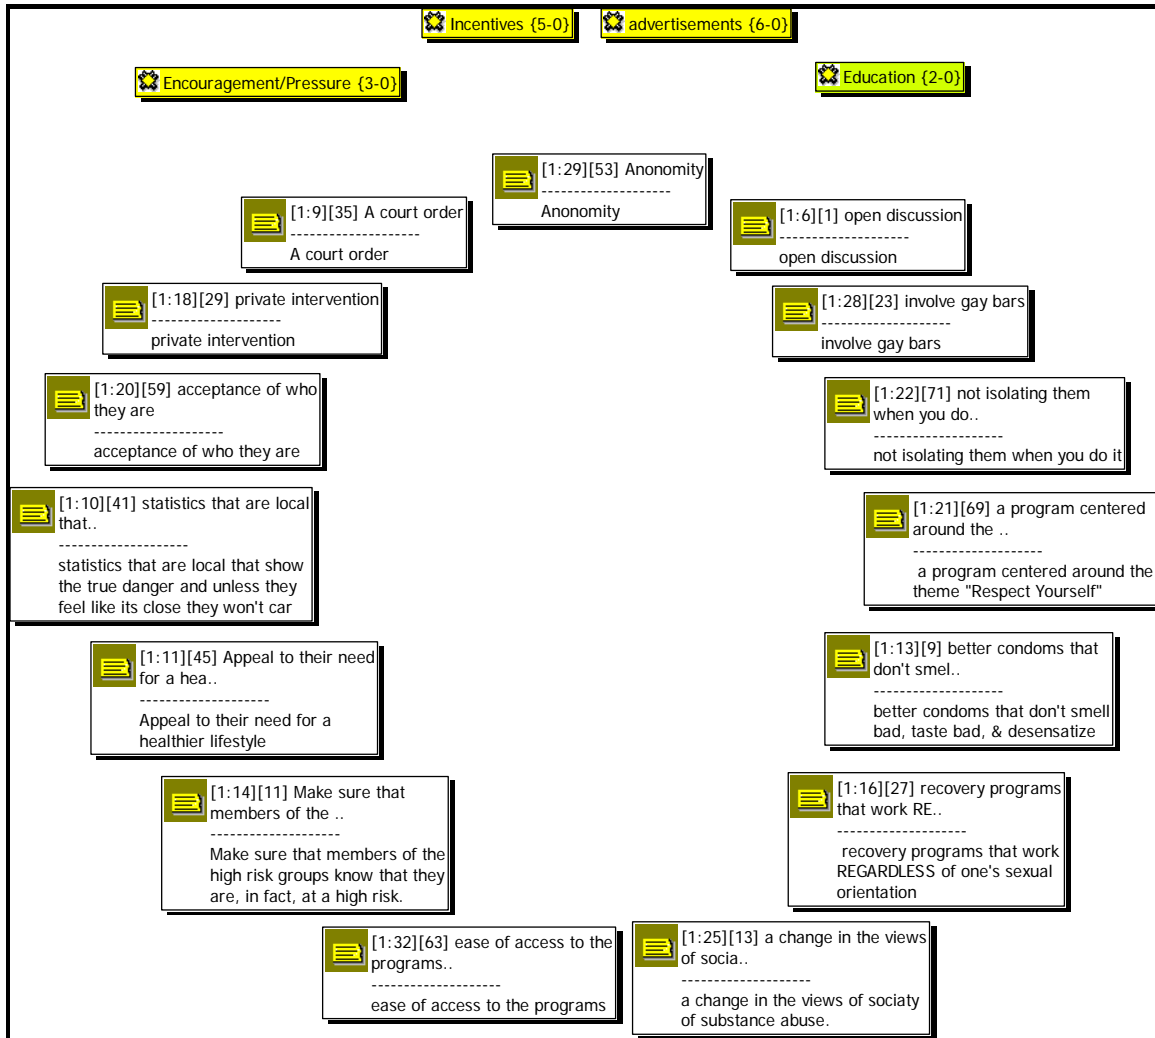 Incentives {5-0}
advertisements {6-0}
Encouragement/Pressure {3-0}
Education {2-0}
[1:29][53] Anonomity
--------------------
Anonomity
[1:9][35] A court order
--------------------
A court order
[1:6][1] open discussion
--------------------
open discussion
[1:18][29] private intervention
--------------------
private intervention
[1:28][23] involve gay bars
--------------------
involve gay bars
[1:20][59] acceptance of who
they are
--------------------
acceptance of who they are
[1:22][71] not isolating them
when you do..
--------------------
not isolating them when you do it
[1:10][41] statistics that are local
that..
--------------------
statistics that are local that show
the true danger and unless they
feel like its close they won't car
[1:21][69] a program centered
around the ..
--------------------
a program centered around the
theme "Respect Yourself"
[1:11][45] Appeal to their need
for a hea..
--------------------
Appeal to their need for a
healthier lifestyle
[1:13][9] better condoms that
don't smel..
--------------------
better condoms that don't smell
bad, taste bad, & desensatize
[1:14][11] Make sure that
members of the ..
--------------------
Make sure that members of the
high risk groups know that they
are, in fact, at a high risk.
[1:16][27] recovery programs
that work RE..
--------------------
recovery programs that work
REGARDLESS of one's sexual
orientation
[1:32][63] ease of access to the
programs..
--------------------
ease of access to the programs
[1:25][13] a change in the views
of socia..
--------------------
a change in the views of sociaty
of substance abuse.